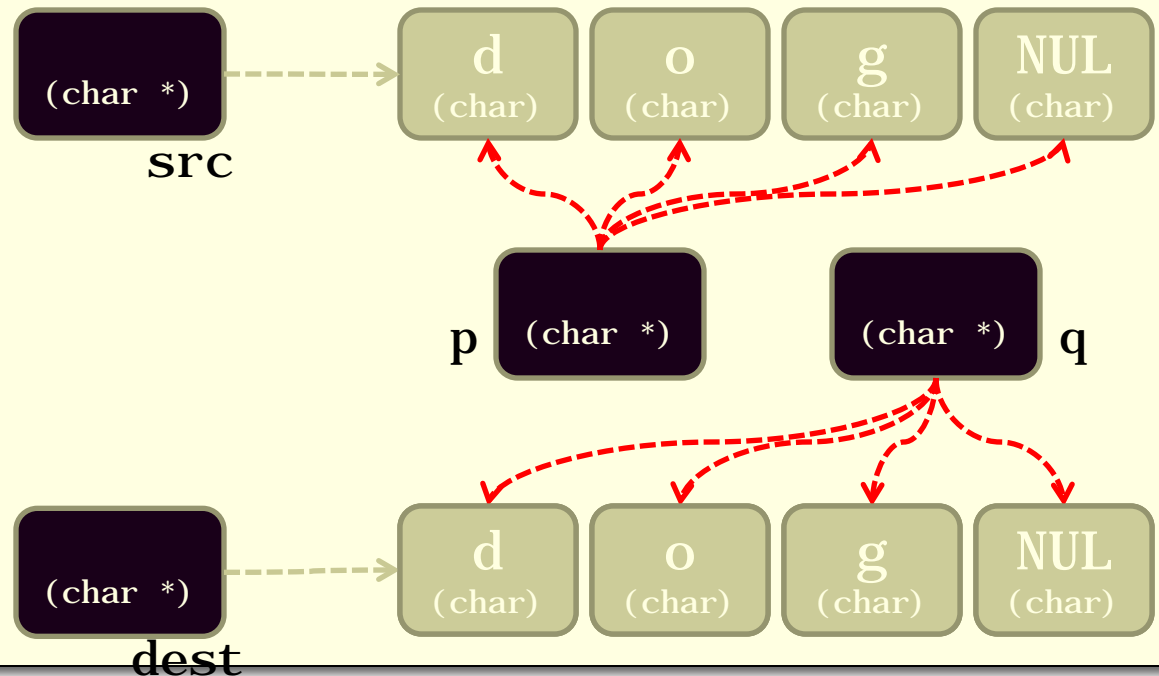 d o g NUL
(char *) (char) (char) (char) (char)
src
p (char *) (char *) q
d o g NUL
(char *) (char) (char) (char) (char)
dest